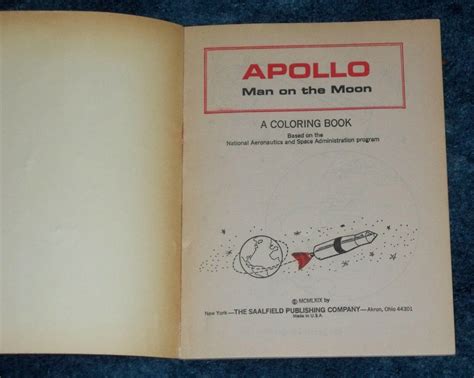 APOLLO
Man on the Moon
A COLORING BOOK
Based on the
National Aeronautics and Space Administration program
© MCMLXIX by
New York—THE SAALFIELD PUBLISHING COMPANY—Akron, Ohio 44301
Made in U.S.A.